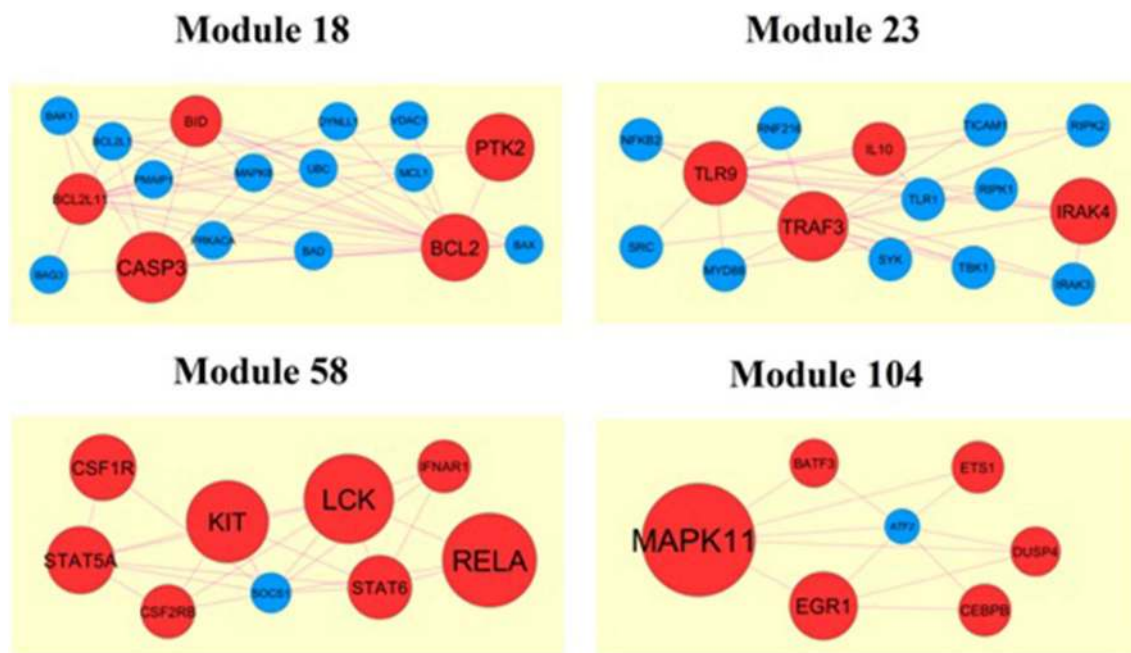 Module 18
Module 23
BAK1
BID
DYNLL1
VDAC1
BCL2L1
PTK2
PMAIP1
MAPK8
UBC
MCL1
BCL2L11
PRKACA
BAD
BCL2
BAX
CASP3
BAG3
NFKB2
RNF216
TICAM1
RIPK2
IL10
TLR9
RIPK1
TLR1
IRAK4
TRAF3
SRC
MYD88
SYK
TBK1
IRAK3
Module 58
Module 104
CSF1R
IFNAR1
LCK
KIT
STAT5A
RELA
SOCS1
STAT6
CSF2RB
BATF3
ETS1
MAPK11
ATF2
DUSP4
EGR1
CEBPB